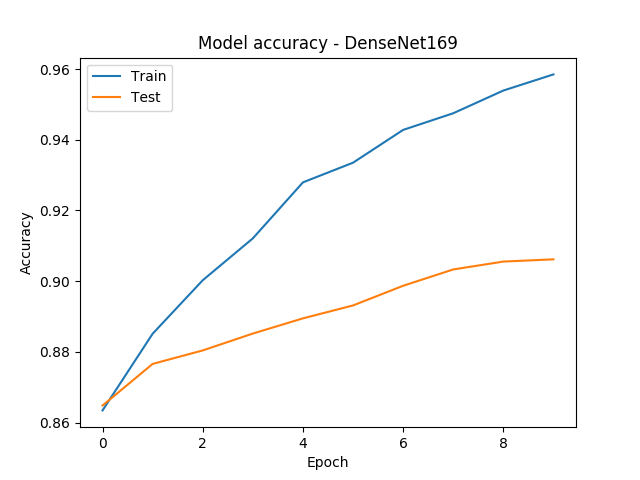 Model accuracy - DenseNet169
Train
Test
0.96
0.94
0.92
0.90
0.88
0.86
Accuracy
0 2 4 6 8
Epoch